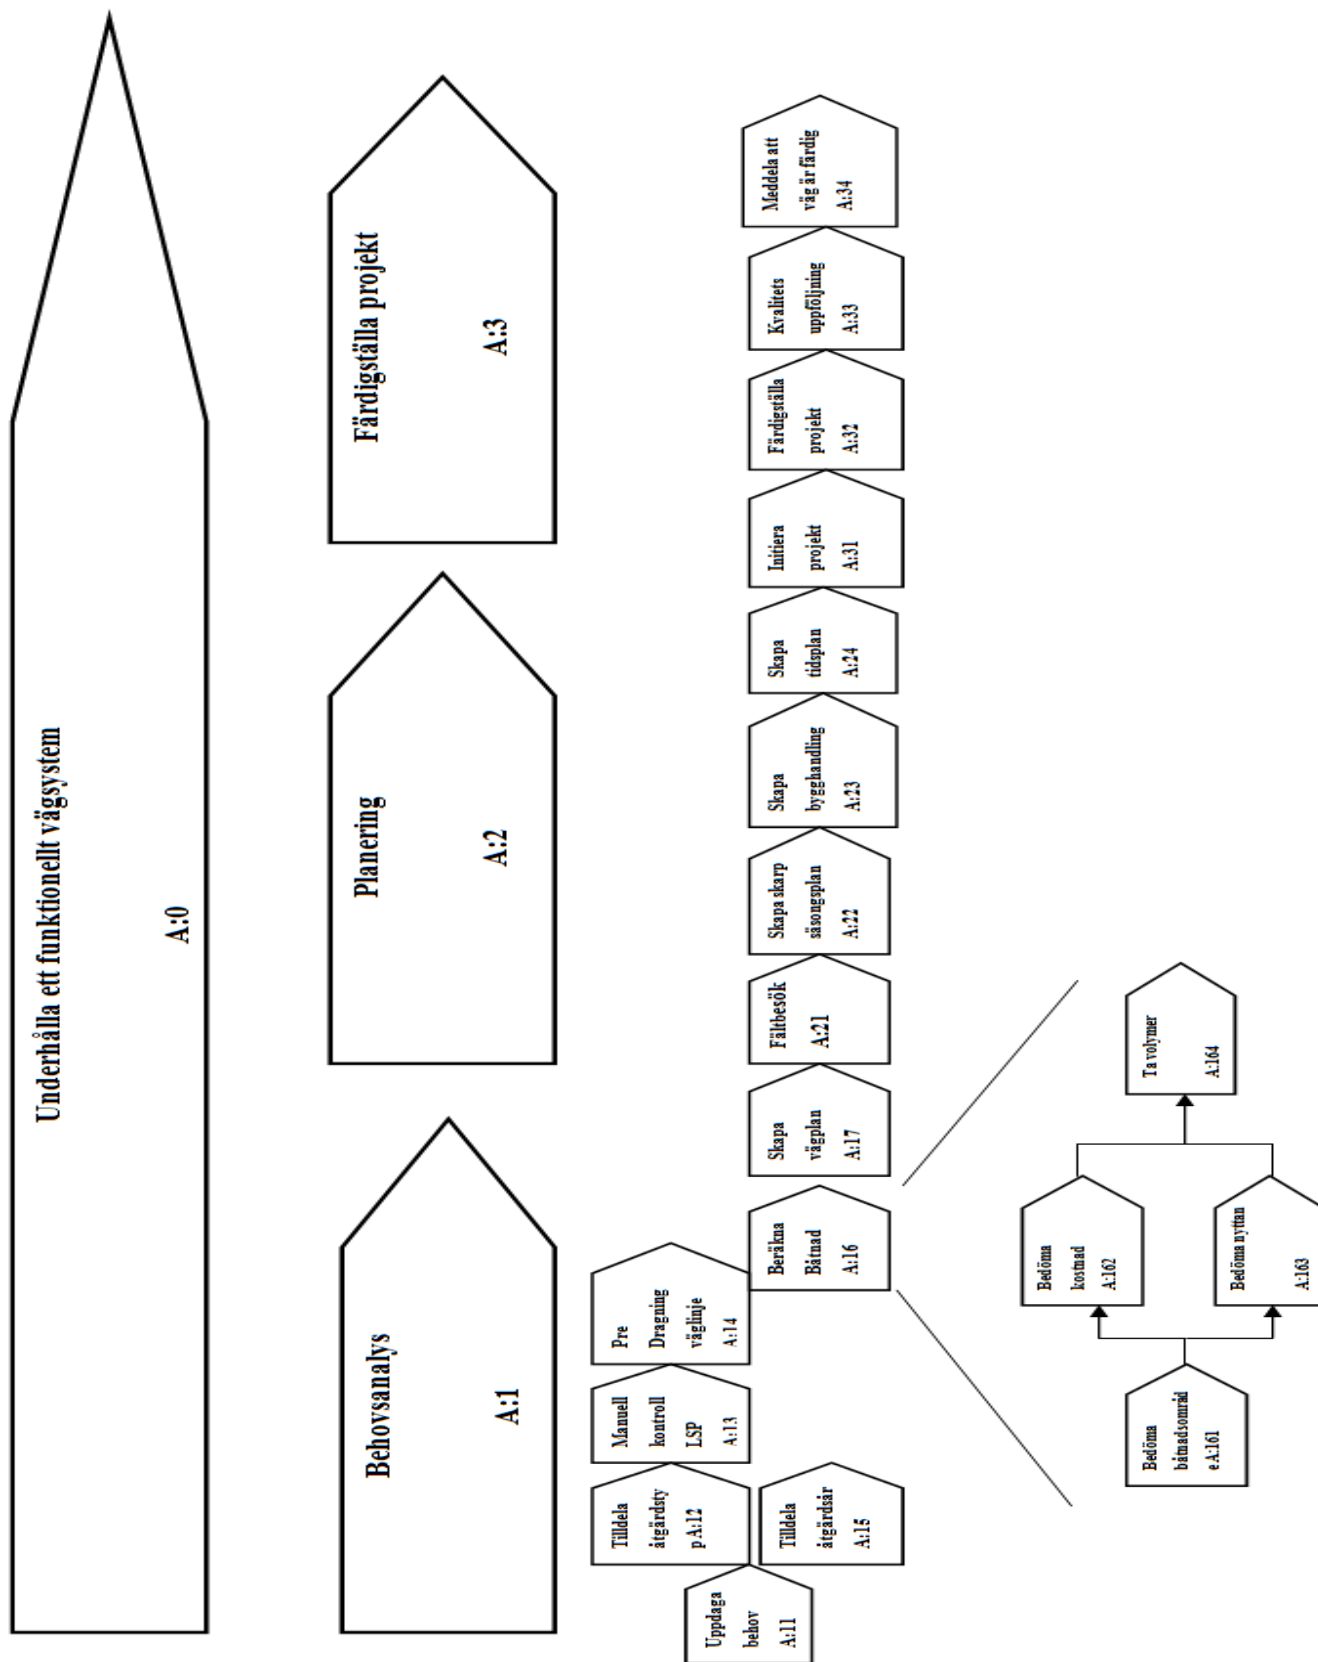 Underhålla ett funktionellt vägsystem
A:0
Behovsanalys
A:1
Planering
A:2
Färdigställa projekt
A:3
Uppdaga
behov
A:11
Tilldela
åtgärdsty
p A:12
Manuell
kontroll
LSP
A:13
Pre
Dragning
väglinje
A:14
Tilldela
åtgärdsår
A:15
Beräkna
Båtnad
A:16
Skapa
vägplan
A:17
Fältbesök
A:21
Skapa skarp
säsongsplan
A:22
Skapa
bygghandling
A:23
Skapa
tidsplan
A:24
Initiera
projekt
A:31
Färdigställa
projekt
A:32
Kvalitets
uppföljning
A:33
Meddela att
väg är färdig
A:34
Bedöma
båtnadsområd
e A:161
Bedöma
kostnad
A:162
Bedöma nyttan
A:163
Ta volymer
A:164